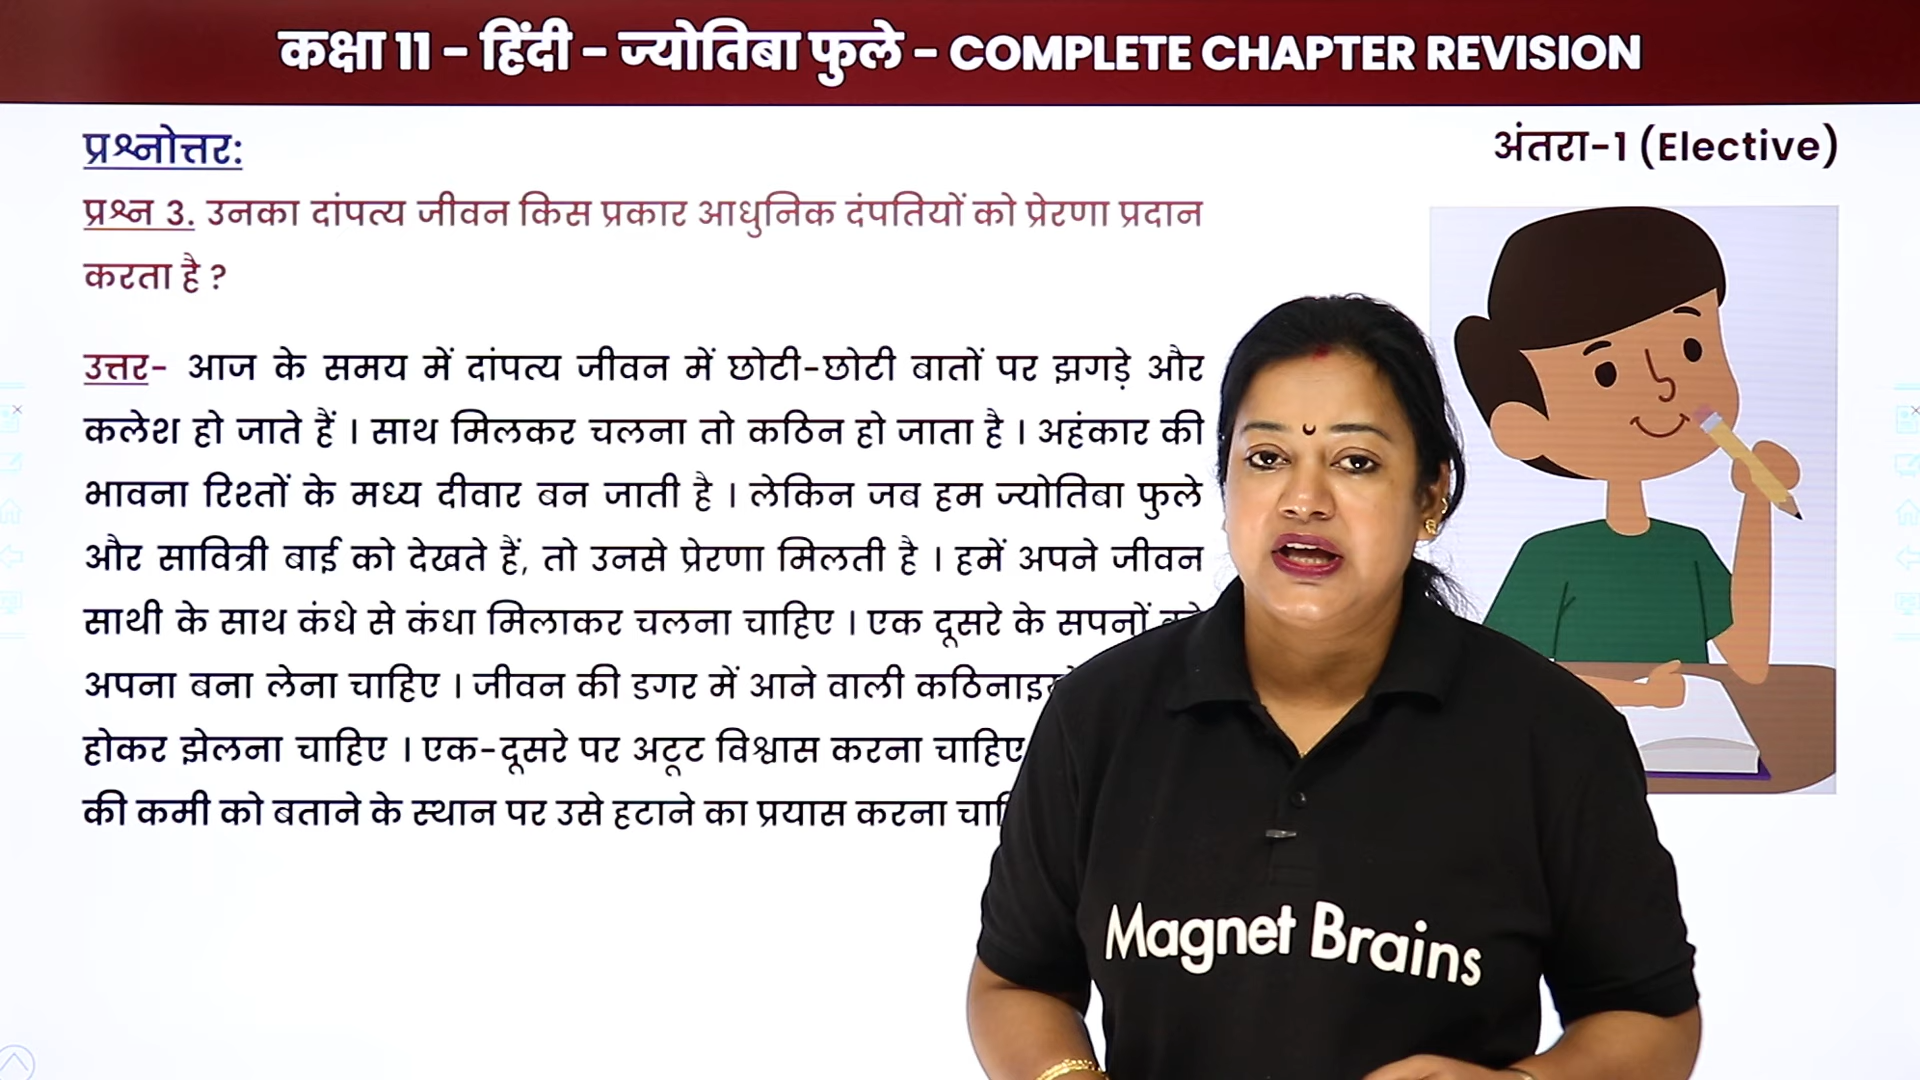 कक्षा 11 - हिंदी - ज्योतिबा फुले - COMPLETE CHAPTER REVISION
प्रश्नोत्तर:
अंतरा-1 (Elective)
प्रश्न 3. उनका दांपत्य जीवन किस प्रकार आधुनिक दंपतियों को प्रेरणा प्रदान
करता है ?
उत्तर- आज के समय में दांपत्य जीवन में छोटी-छोटी बातों पर झगड़े और
कलेश हो जाते हैं । साथ मिलकर चलना तो कठिन हो जाता है । अहंकार की
भावना रिश्तों के मध्य दीवार बन जाती है । लेकिन जब हम ज्योतिबा फुले
और सावित्री बाई को देखते हैं, तो उनसे प्रेरणा मिलती है । हमें अपने जीवन
साथी के साथ कंधे से कंधा मिलाकर चलना चाहिए । एक दूसरे के सपनों
अपना बना लेना चाहिए । जीवन की डगर में आने वाली
होकर झेलना चाहिए । एक-दूसरे पर अटूट विश्वास करना चाहिए
की कमी को बताने के स्थान पर उसे हटाने का प्रयास करना
Magnet Brains